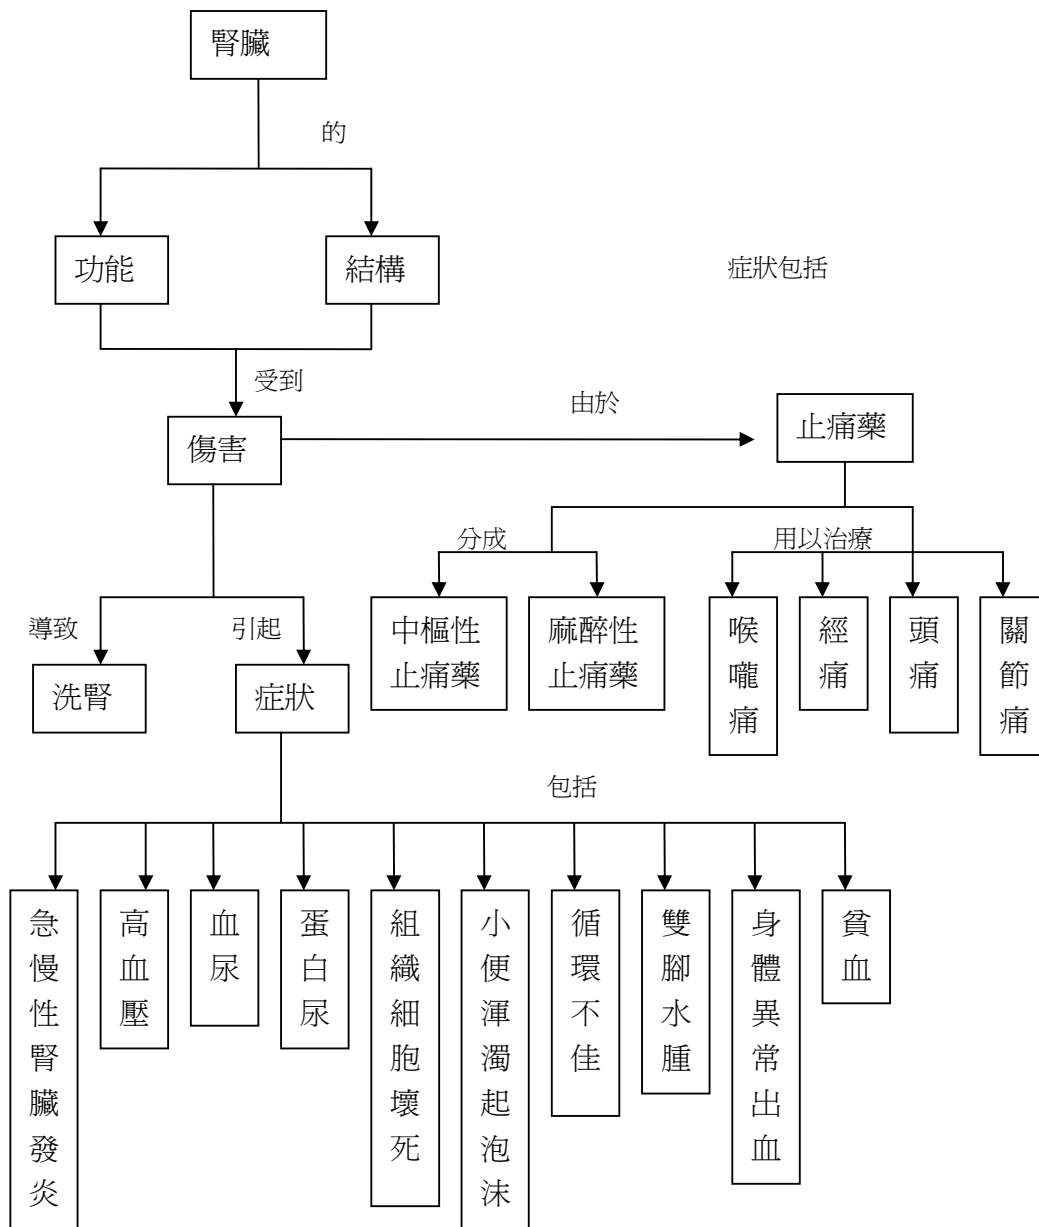 腎臟
的
功能
結構
症狀包括
受到
由於
傷害
止痛藥
分成
用以治療
導致
引起
中樞性
止痛藥
麻醉性
止痛藥
喉嚨痛
經痛
頭痛
關節痛
洗腎
症狀
包括
急慢性腎臟發炎
高血壓
血尿
蛋白尿
組織細胞壞死
小便渾濁起泡沫
循環不佳
雙腳水腫
身體異常出血
貧血